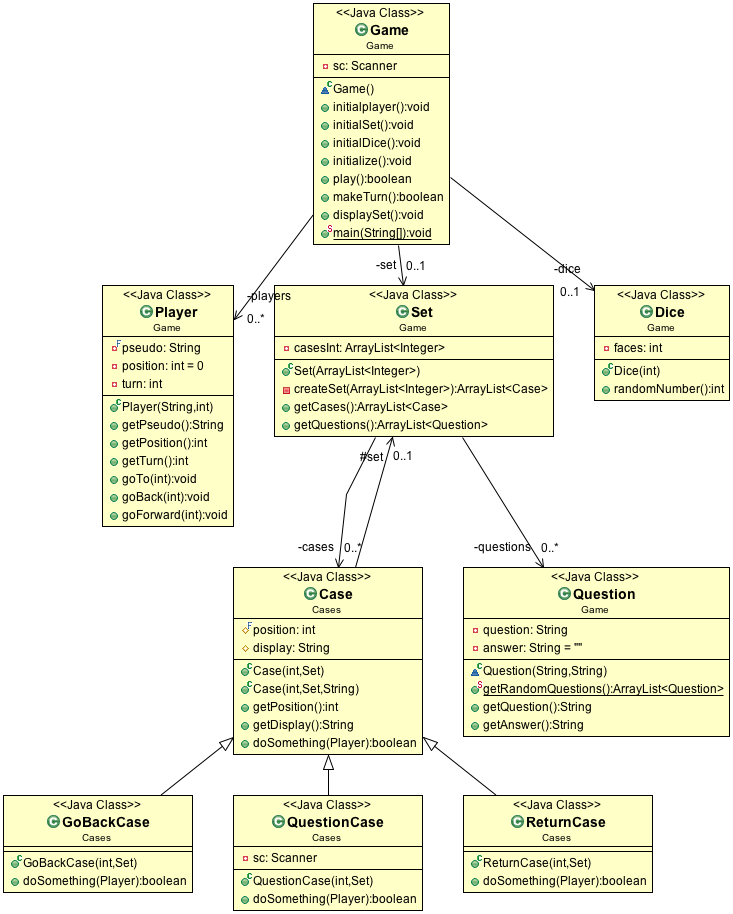 <<Java Class>>
Game
Game
sc: Scanner
Game()
initialplayer():void
initialSet():void
initialDice():void
initialize():void
play():boolean
makeTurn():boolean
displaySet():void
main(String[]):void
-players
0..*
-set
0..1
-dice
0..1
<<Java Class>>
Player
Game
pseudo: String
position: int = 0
turn: int
Player(String,int)
getPseudo():String
getPosition():int
getTurn():int
goTo(int):void
goBack(int):void
goForward(int):void
<<Java Class>>
Set
Game
casesInt: ArrayList<Integer>
Set(ArrayList<Integer>)
createSet(ArrayList<Integer>):ArrayList<Case>
getCases():ArrayList<Case>
getQuestions():ArrayList<Question>
<<Java Class>>
Dice
Game
faces: int
Dice(int)
randomNumber():int
#set
0..1
-cases
0..*
-questions
0..*
<<Java Class>>
Case
Cases
position: int
display: String
Case(int,Set)
Case(int,Set,String)
getPosition():int
getDisplay():String
doSomething(Player):boolean
<<Java Class>>
Question
Game
question: String
answer: String = ""
Question(String,String)
getRandomQuestions():ArrayList<Question>
getQuestion():String
getAnswer():String
<<Java Class>>
GoBackCase
Cases
GoBackCase(int,Set)
doSomething(Player):boolean
<<Java Class>>
QuestionCase
Cases
sc: Scanner
QuestionCase(int,Set)
doSomething(Player):boolean
<<Java Class>>
ReturnCase
Cases
ReturnCase(int,Set)
doSomething(Player):boolean